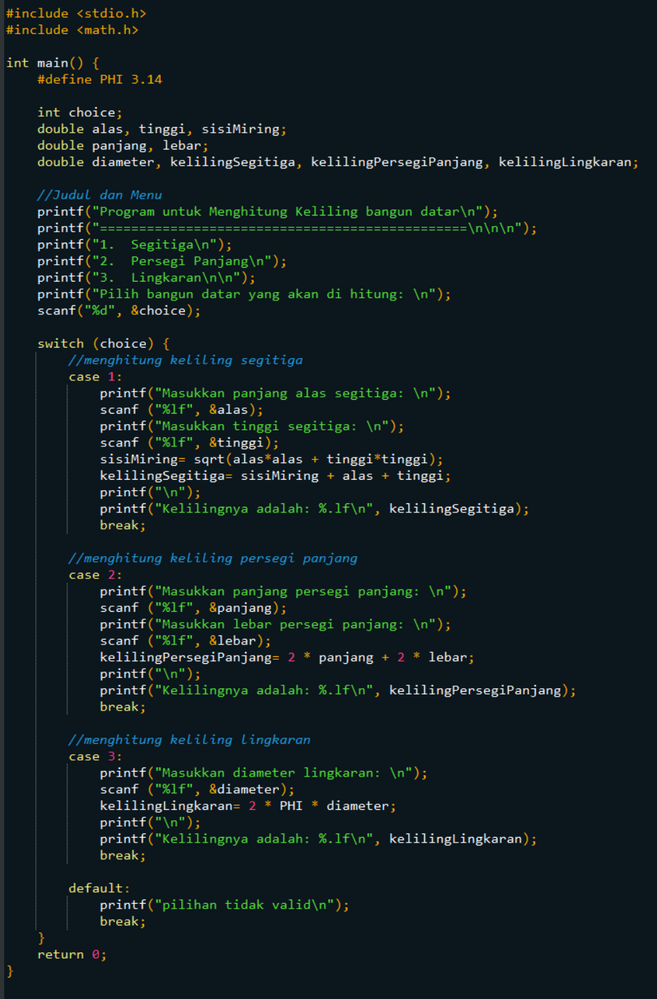 #include <stdio.h>
#include <math.h>

int main() {
    #define PHI 3.14

    int choice;
    double alas, tinggi, sisiMiring;
    double panjang, lebar;
    double diameter, kelilingSegitiga, kelilingPersegiPanjang, kelilingLingkaran;

    //Judul dan Menu
    printf("Program untuk Menghitung Keliling bangun datar\n");
    printf("===============================================\n\n\n");
    printf("1.  Segitiga\n");
    printf("2.  Persegi Panjang\n");
    printf("3.  Lingkaran\n\n");
    printf("Pilih bangun datar yang akan di hitung: \n");
    scanf("%d", &choice);

    switch (choice) {
        //menghitung keliling segitiga
        case 1:
            printf("Masukkan panjang alas segitiga: \n");
            scanf ("%lf", &alas);
            printf("Masukkan tinggi segitiga: \n");
            scanf ("%lf", &tinggi);
            sisiMiring= sqrt(alas*alas + tinggi*tinggi);
            kelilingSegitiga= sisiMiring + alas + tinggi;
            printf("\n");
            printf("Kelilingnya adalah: %.lf\n", kelilingSegitiga);
            break;

        //menghitung keliling persegi panjang
        case 2:
            printf("Masukkan panjang persegi panjang: \n");
            scanf ("%lf", &panjang);
            printf("Masukkan lebar persegi panjang: \n");
            scanf ("%lf", &lebar);
            kelilingPersegiPanjang= 2 * panjang + 2 * lebar;
            printf("\n");
            printf("Kelilingnya adalah: %.lf\n", kelilingPersegiPanjang);
            break;

        //menghitung keliling lingkaran
        case 3:
            printf("Masukkan diameter lingkaran: \n");
            scanf ("%lf", &diameter);
            kelilingLingkaran= 2 * PHI * diameter;
            printf("\n");
            printf("Kelilingnya adalah: %.lf\n", kelilingLingkaran);
            break;

        default:
            printf("pilihan tidak valid\n");
            break;
    }
    return 0;
}